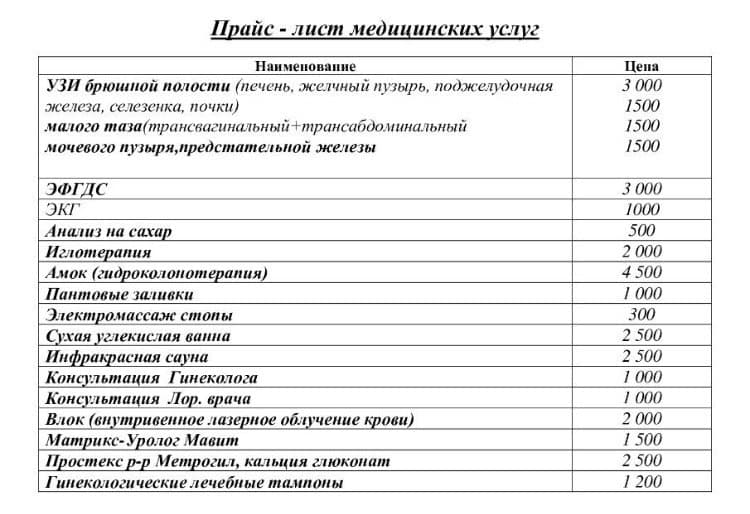 Прайс - лист медицинских услуг
Наименование Цена
УЗИ брюшной полости (печень, желчный пузырь, поджелудочная 3 000
железа, селезенка, почки) 1500
малого таза(трансвагинальный+трансабдоминальный 1500
мочевого пузыря,предстательной железы 1500
ЭФГДС 3 000
ЭКГ 1000
Анализ на сахар 500
Иглотерапия 2 000
Амок (гидроколонотерапия) 4 500
Пантовые заливки 1 000
Электромассаж стопы 300
Сухая углекислая ванна 2 500
Инфракрасная сауна 2 500
Консультация Гинеколога 1 000
Консультация Лор. врача 1 000
Влок (внутривенное лазерное облучение крови) 2 000
Матрикс-Уролог Мавит 1 500
Простекс р-р Метрогил, кальция глюконат 2 500
Гинекологические лечебные тампоны 1 200